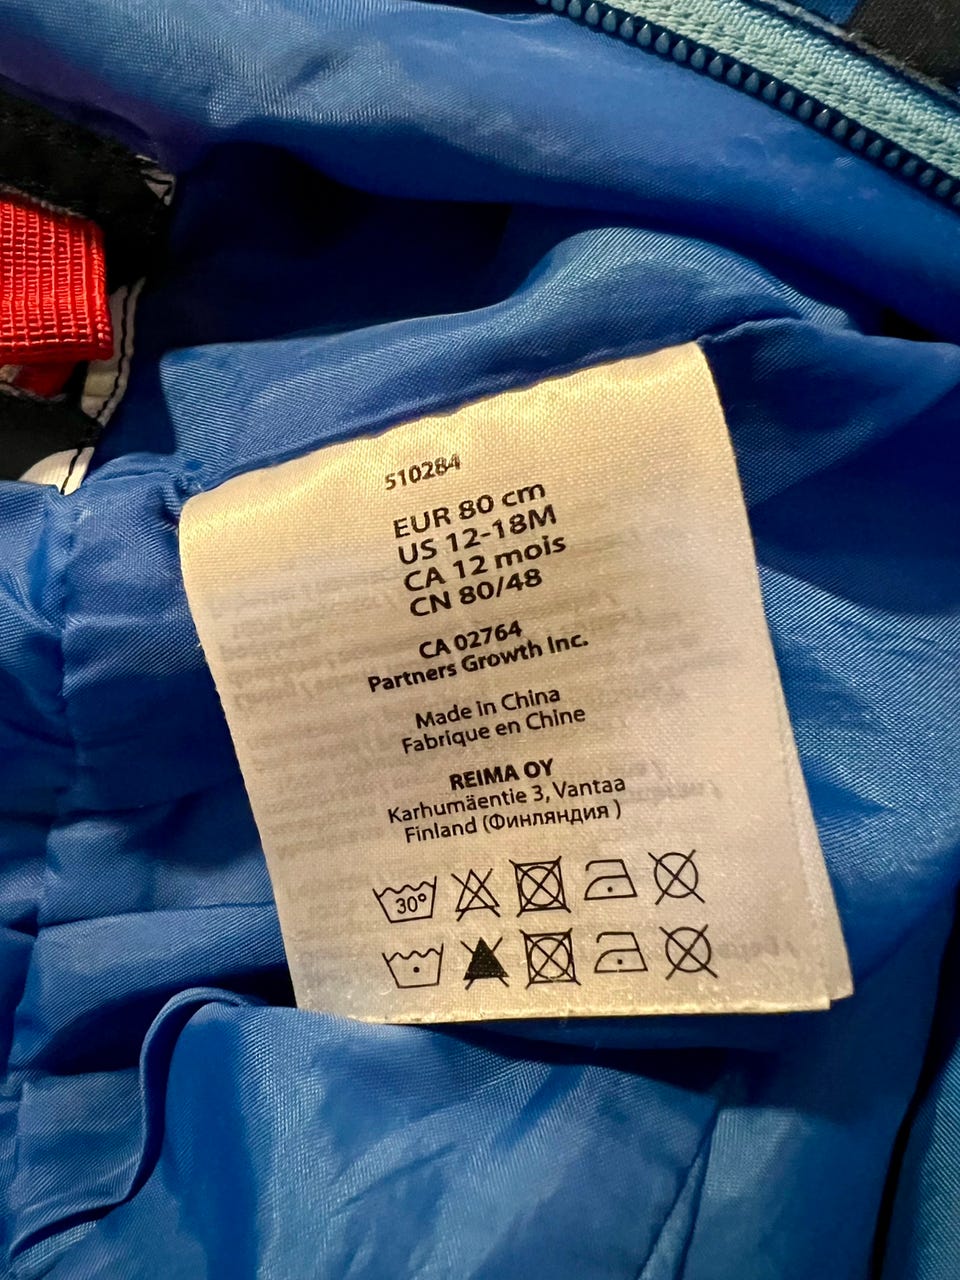 510284
EUR 80 cm
US 12-18M
CA 12 mois
CN 80/48
CA 02764
Partners Growth Inc.
Made in China
Fabrique en Chine
REIMA OY
Karhumäentie 3, Vantaa
Finland (Финляндия )
30°